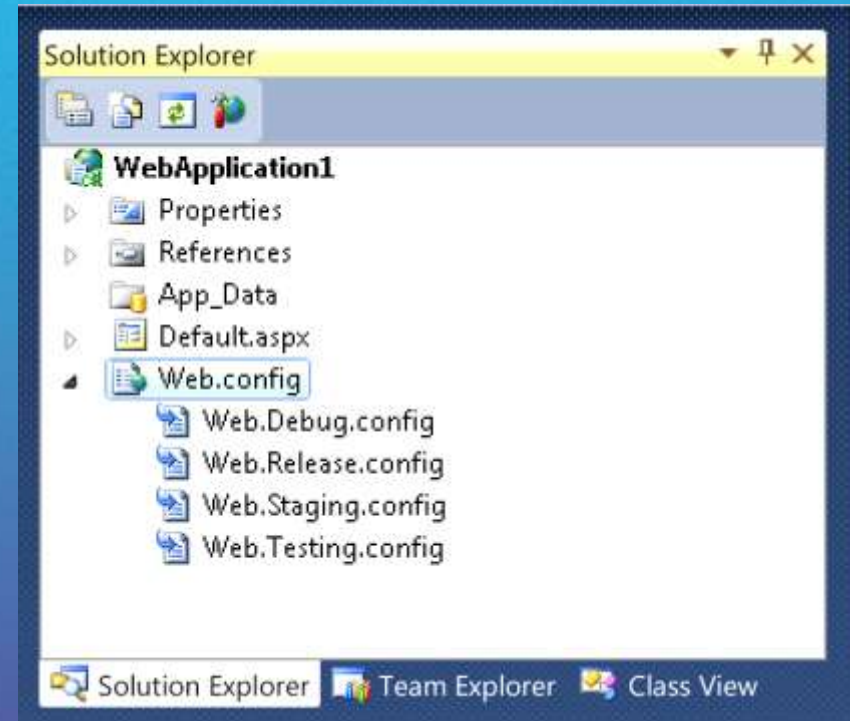 Solution Explorer
WebApplication1
Properties
References
App_Data
Default.aspx
Web.config
Web.Debug.config
Web.Release.config
Web.Staging.config
Web.Testing.config
Solution Explorer Team Explorer Class View